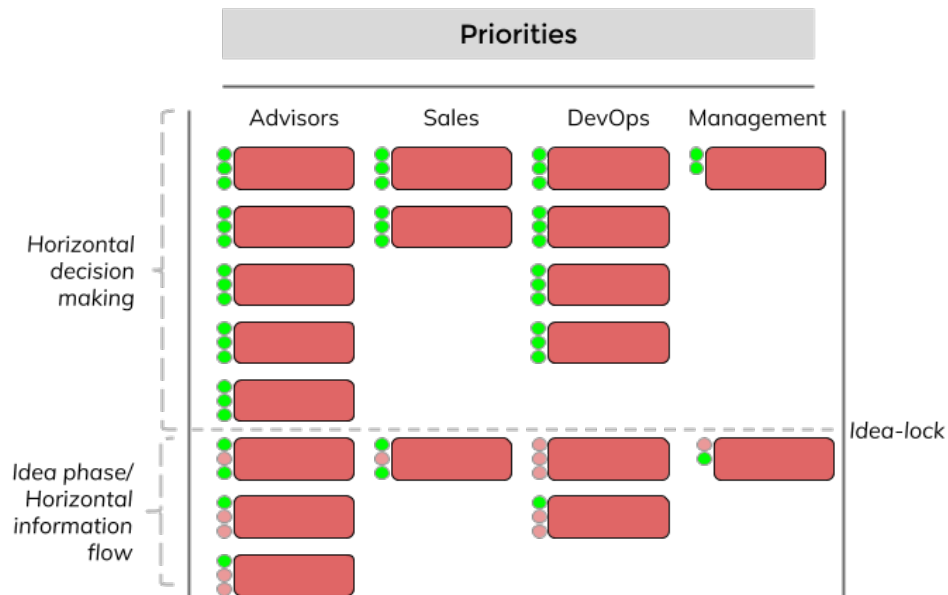 Priorities
Advisors
Sales
DevOps
Management
Horizontal
decision
making
Idea-lock
Idea phase/
Horizontal
information
flow